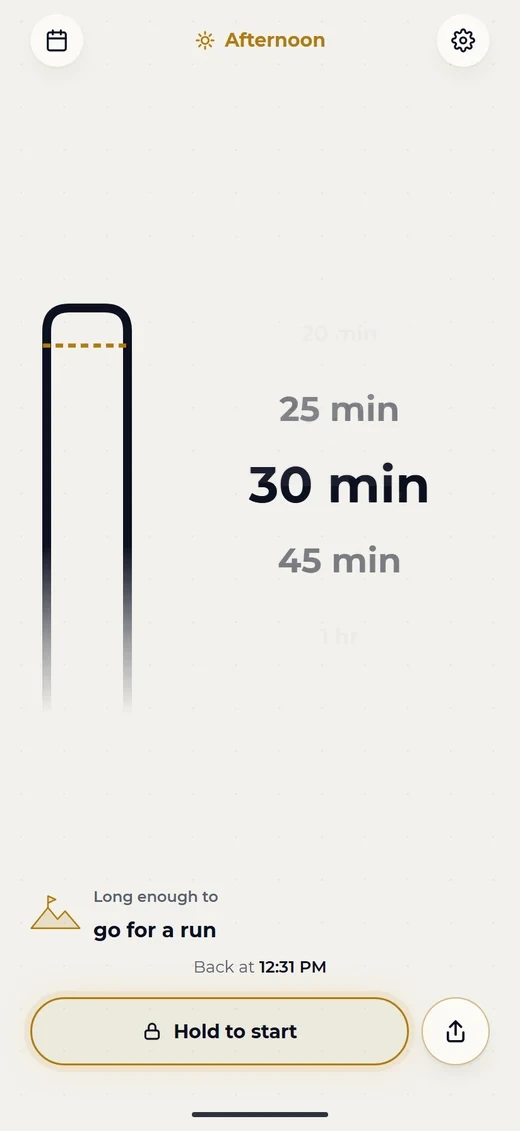 Afternoon
20 min
25 min
30 min
45 min
1 hr
Long enough to
go for a run
Back at 12:31 PM
Hold to start